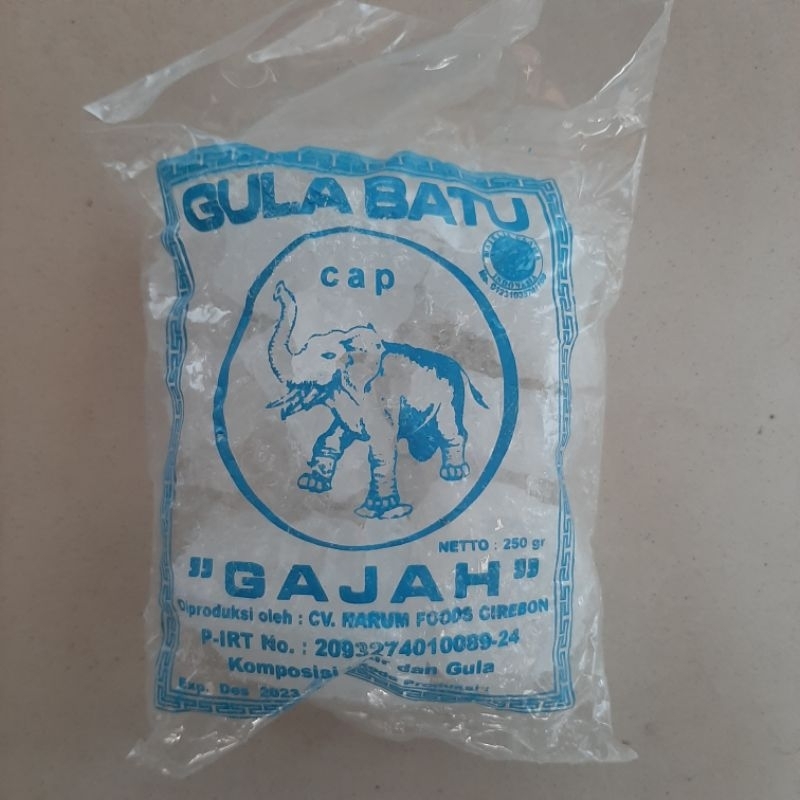 GULA BATU
cap
NETTO : 250 gr
"GAJAH"
Diproduksi oleh : CV. HARUM FOODS CIREBON
P-IRT No. : 2093274010089-24
Komposisi dan Gula
Exp. Des 2023